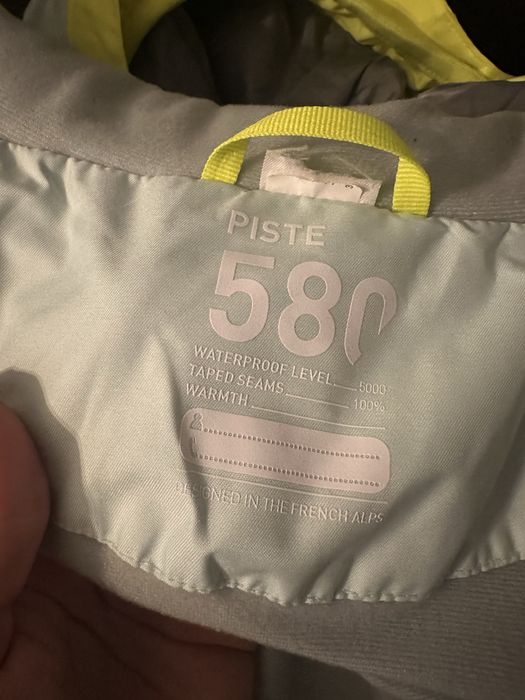 PISTE
580
WATERPROOF LEVEL 5000
TAPED SEAMS 100%
WARMTH
DESIGNED IN THE FRENCH ALPS